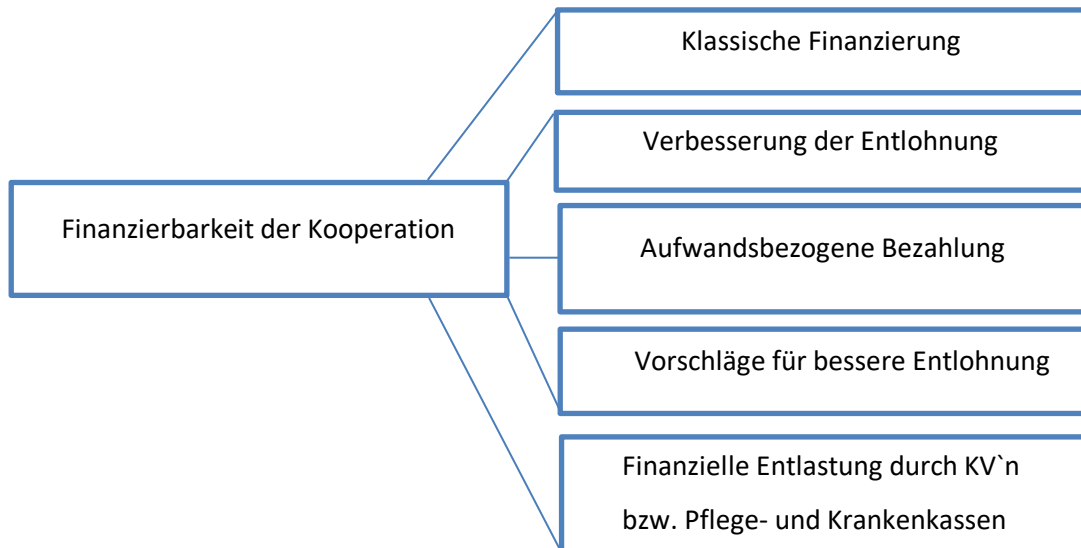 Finanzierbarkeit der Kooperation
Klassische Finanzierung
Verbesserung der Entlohnung
Aufwandsbezogene Bezahlung
Vorschläge für bessere Entlohnung
Finanzielle Entlastung durch KV`n
bzw. Pflege- und Krankenkassen